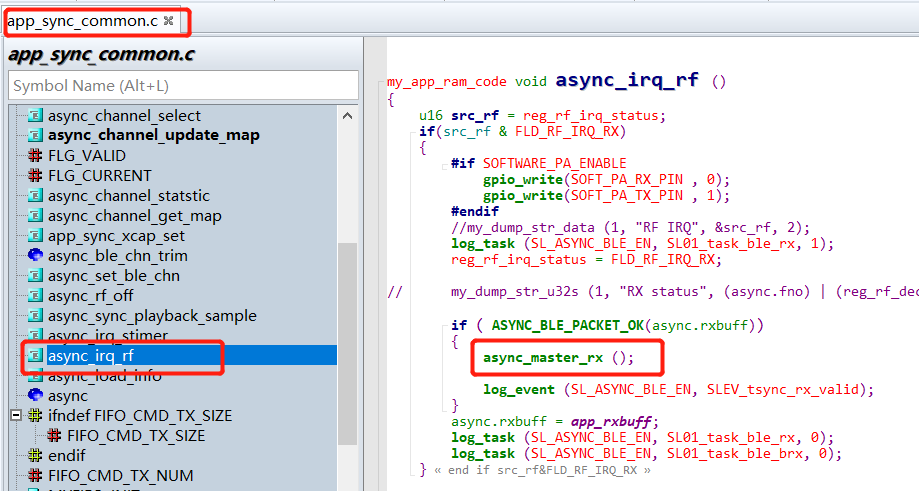 app_sync_common.c
app_sync_common.c
Symbol Name (Alt+L)
async_channel_select
async_channel_update_map
FLG_VALID
FLG_CURRENT
async_channel_statstic
async_channel_get_map
app_sync_xcap_set
async_ble_chn_trim
async_set_ble_chn
async_rf_off
async_sync_playback_sample
async_irq_stimer
async_irq_rf
async_load_info
async
ifndef FIFO_CMD_TX_SIZE
FIFO_CMD_TX_SIZE
endif
FIFO_CMD_TX_NUM
my_app_ram_code void async_irq_rf ()
{
u16 src_rf = reg_rf_irq_status;
if(src_rf & FLD_RF_IRQ_RX)
{
#if SOFTWARE_PA_ENABLE
gpio_write(SOFT_PA_RX_PIN , 0);
gpio_write(SOFT_PA_TX_PIN , 1);
#endif
//my_dump_str_data (1, "RF IRQ", &src_rf, 2);
log_task (SL_ASYNC_BLE_EN, SL01_task_ble_rx, 1);
reg_rf_irq_status = FLD_RF_IRQ_RX;
// my_dump_str_u32s (1, "RX status", (async.fno) | (reg_rf_dec
if ( ASYNC_BLE_PACKET_OK(async.rxbuff))
{
async_master_rx ();
log_event (SL_ASYNC_BLE_EN, SLEV_tsync_rx_valid);
}
async.rxbuff = app_rxbuff;
log_task (SL_ASYNC_BLE_EN, SL01_task_ble_rx, 0);
log_task (SL_ASYNC_BLE_EN, SL01_task_ble_brx, 0);
} « end if src_rf&FLD_RF_IRQ_RX »